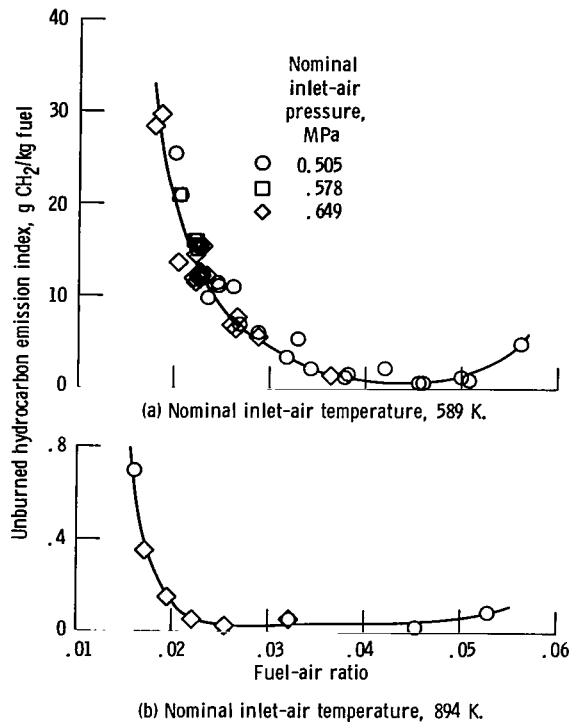 Unburned hydrocarbon emission index, g CH2/kg fuel
40
30
20
10
0
Nominal
inlet-air
pressure,
MPa
0.505
.578
.649
(a) Nominal inlet-air temperature, 589 K.
.8
.4
0
.01 .02 .03 .04 .05 .06
Fuel-air ratio
(b) Nominal inlet-air temperature, 894 K.